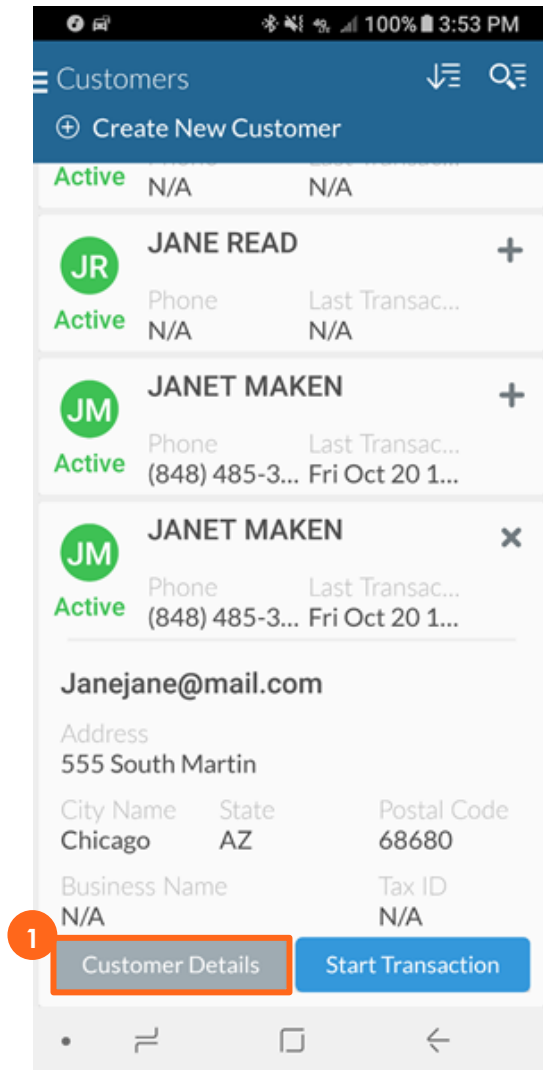 100% 3:53 PM
Customers
Create New Customer
Active
N/A N/A
JR JANE READ
Phone Last Transac...
Active N/A N/A
JM JANET MAKEN
Phone Last Transac...
Active (848) 485-3... Fri Oct 20 1...
JM JANET MAKEN
Phone Last Transac...
Active (848) 485-3... Fri Oct 20 1...
Janejane@mail.com
Address
555 South Martin
City Name State Postal Code
Chicago AZ 68680
Business Name Tax ID
N/A N/A
1
Customer Details Start Transaction